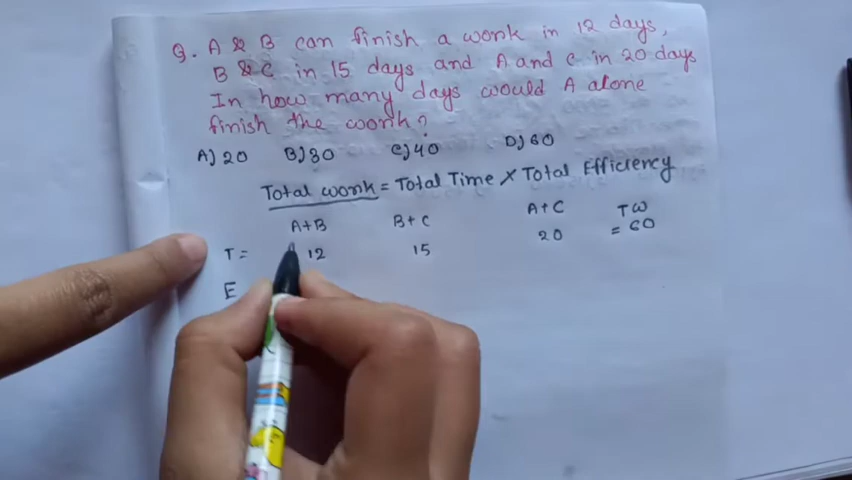 Q. A & B can finish a work in 12 days,
B & C in 15 days and A and C in 20 days
In how many days would A alone
finish the work?
A) 20 B) 30 C) 40 D) 60
Total work = Total Time × Total Efficiency
A+B B+C A+C TW
T= 12 15 20 = 60
E